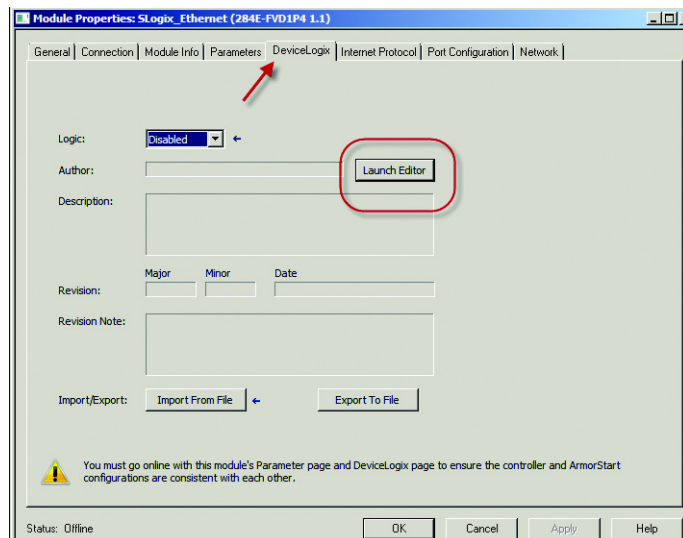 Module Properties: SLogix_Ethernet (284E-FVD1P4 1.1)
General Connection Module Info Parameters DeviceLogix Internet Protocol Port Configuration Network
Logic: Disabled
Author: Launch Editor
Description:
Major Minor Date
Revision:
Revision Note:
Import/Export: Import From File Export To File
You must go online with this module's Parameter page and DeviceLogix page to ensure the controller and ArmorStart
configurations are consistent with each other.
Status: Offline OK Cancel Apply Help